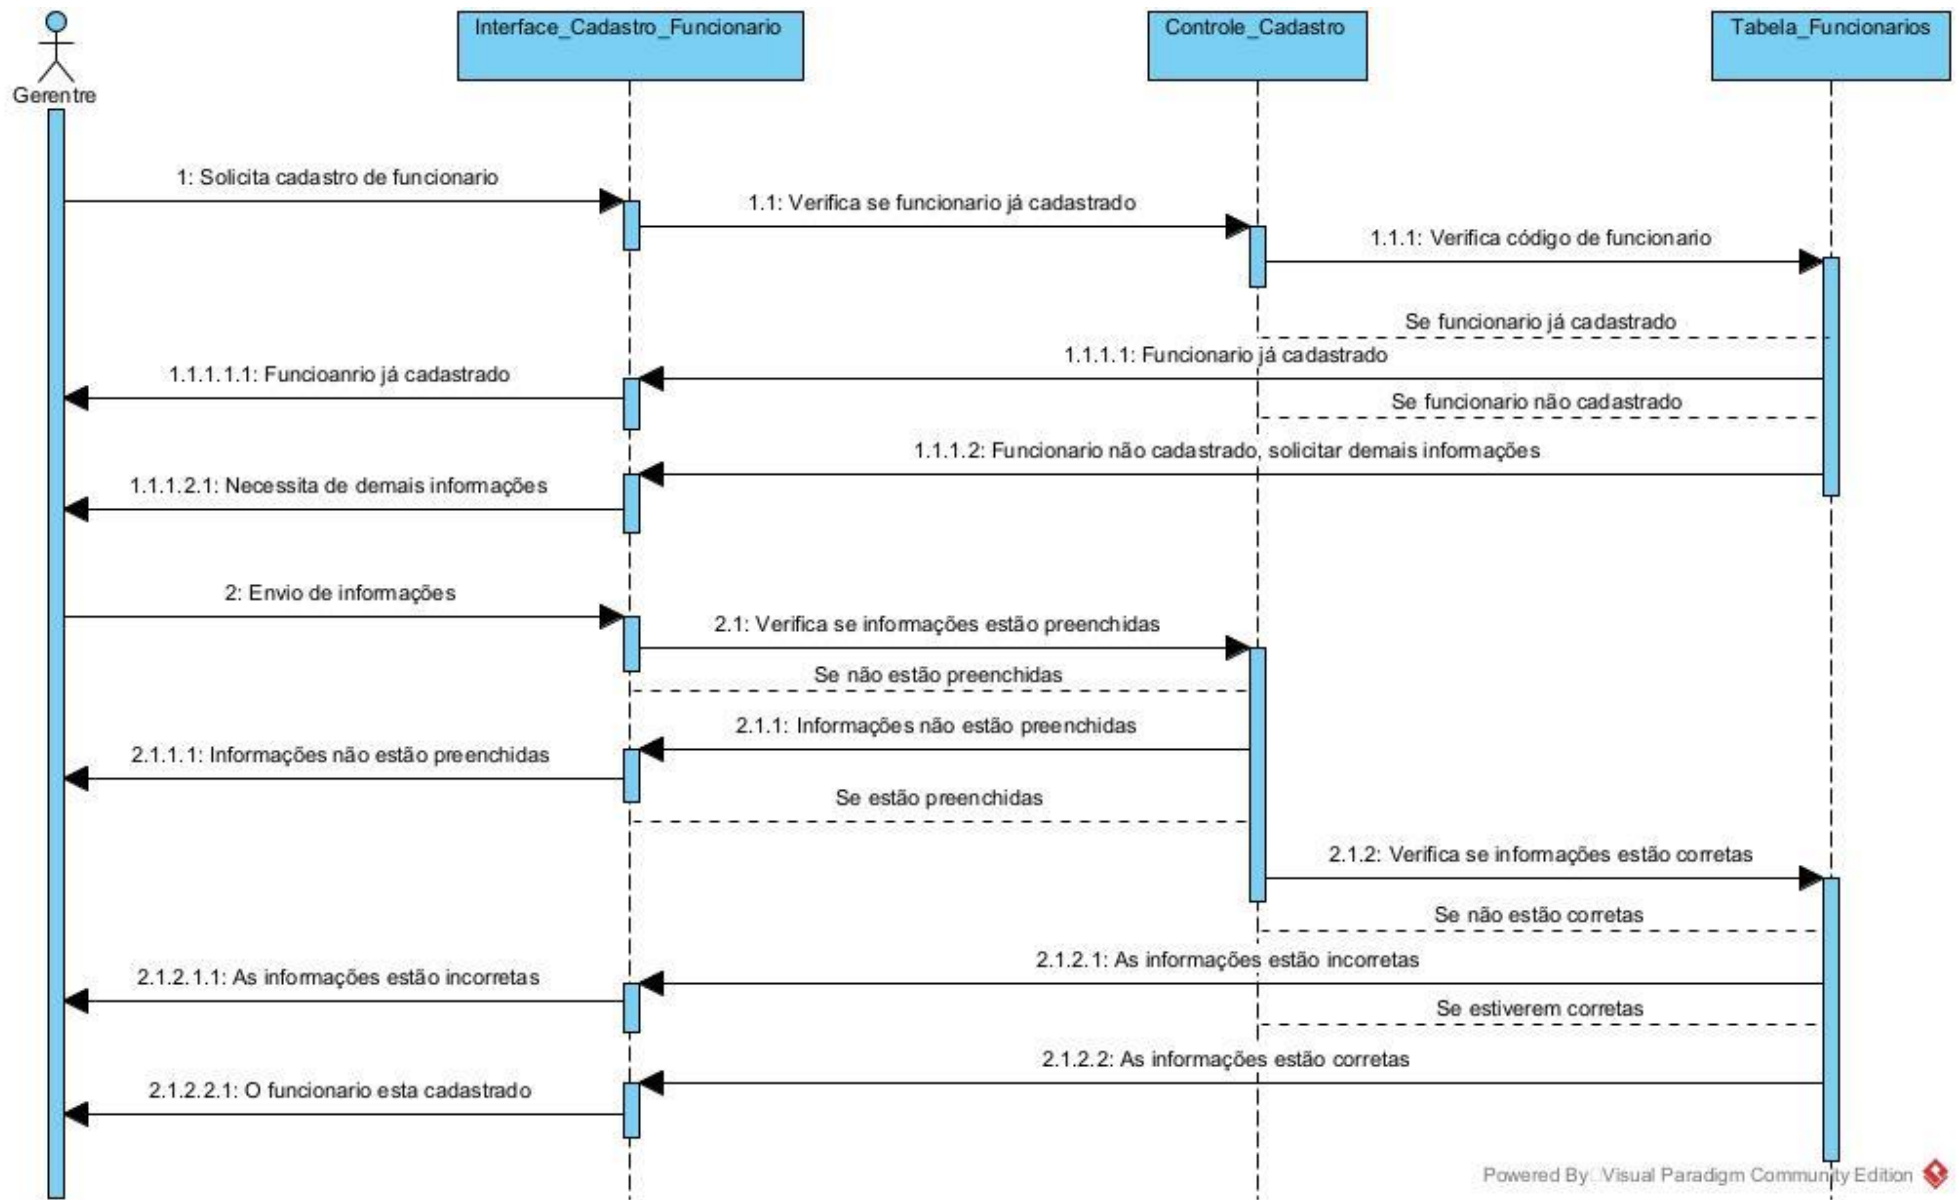 Interface_Cadastro_Funcionario
Controle_Cadastro
Tabela_Funcionarios
Gerentre
1: Solicita cadastro de funcionario
1.1: Verifica se funcionario já cadastrado
1.1.1: Verifica código de funcionario
Se funcionario já cadastrado
1.1.1.1: Funcionario já cadastrado
1.1.1.1.1: Funcioanrio já cadastrado
Se funcionario não cadastrado
1.1.1.2: Funcionario não cadastrado, solicitar demais informações
1.1.1.2.1: Necessita de demais informações
2: Envio de informações
2.1: Verifica se informações estão preenchidas
Se não estão preenchidas
2.1.1: Informações não estão preenchidas
2.1.1.1: Informações não estão preenchidas
Se estão preenchidas
2.1.2: Verifica se informações estão corretas
Se não estão corretas
2.1.2.1: As informações estão incorretas
2.1.2.1.1: As informações estão incorretas
Se estiverem corretas
2.1.2.2: As informações estão corretas
2.1.2.2.1: O funcionario esta cadastrado
Powered By Visual Paradigm Community Edition